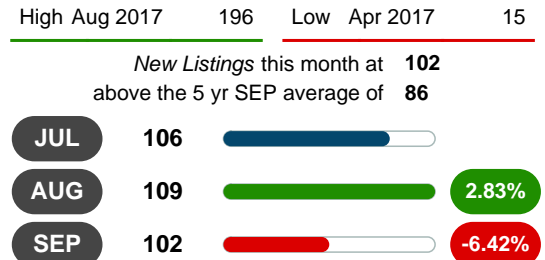 High Aug 2017 196 Low Apr 2017 15
New Listings this month at 102
above the 5 yr SEP average of 86
JUL 106
AUG 109 2.83%
SEP 102 -6.42%